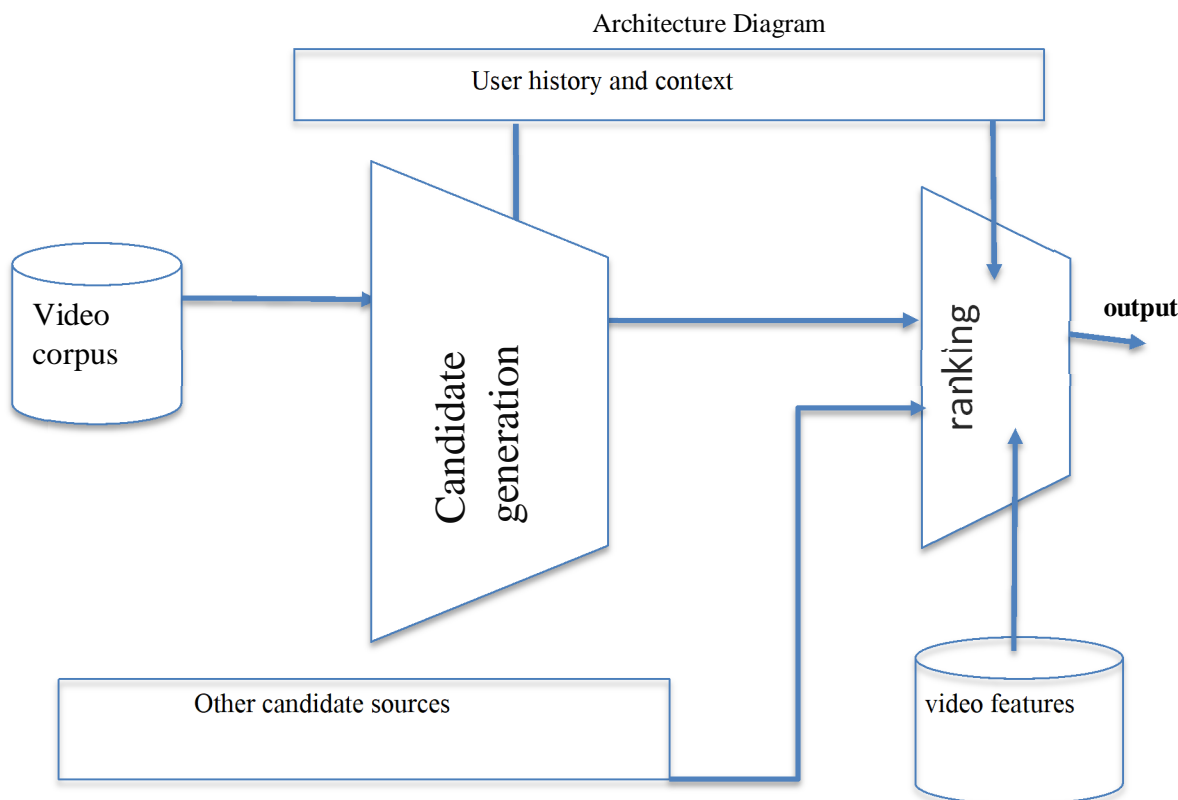 Architecture Diagram
User history and context
Video
corpus
Candidate
generation
ranking
output
Other candidate sources
video features